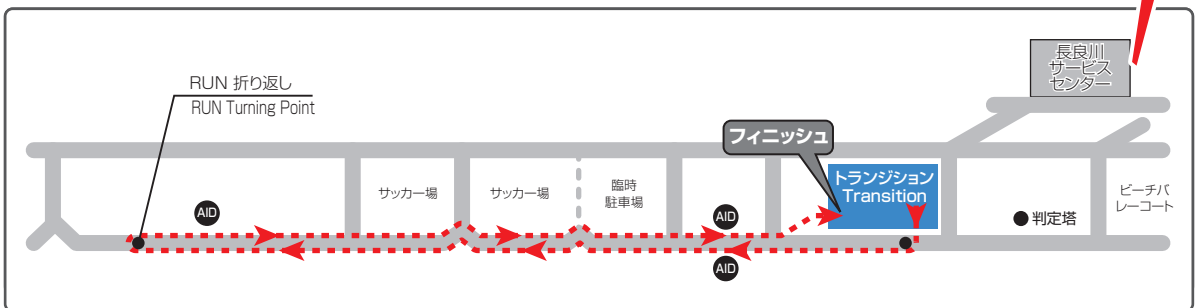 長良川
サービス
センター
RUN 折り返し
RUN Turning Point
フィニッシュ
トランジション
Transition
サッカー場
サッカー場
臨時
駐車場
ビーチバ
レーコート
AID
AID
判定塔
AID